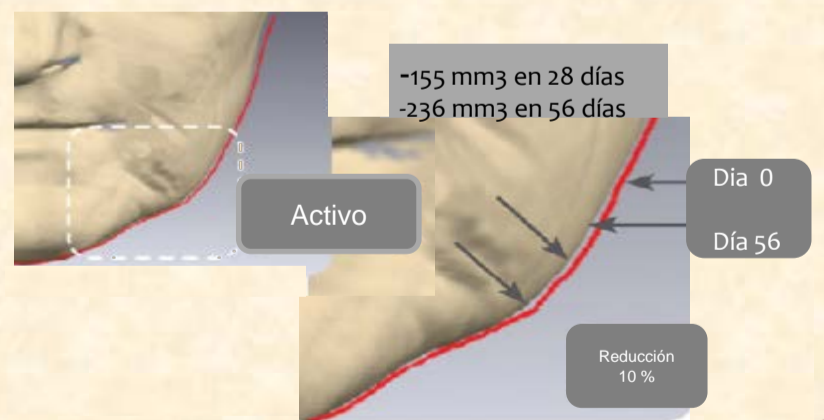 -155 mm3 en 28 días
-236 mm3 en 56 días
Activo
Dia 0
Día 56
Reducción
10 %